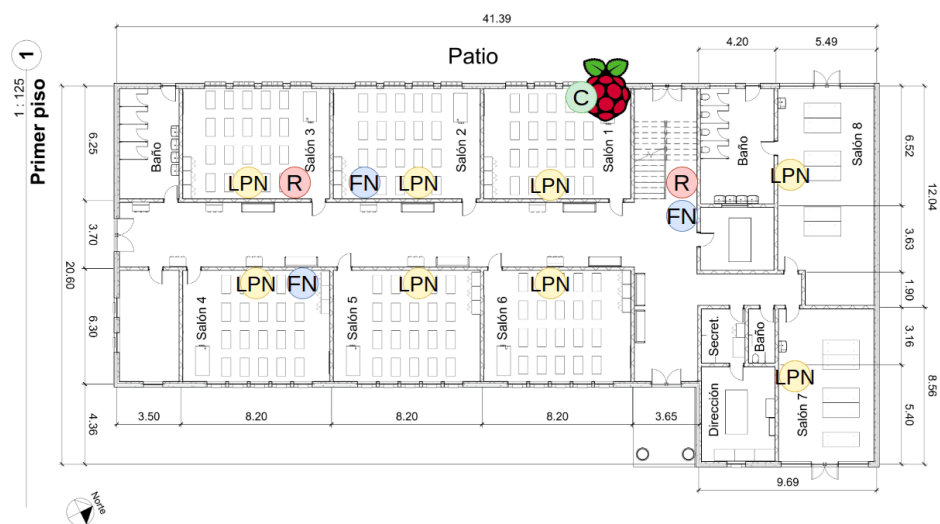 41.39
4.20
5.49
Patio
1
1 : 125
Primer piso
C
6.25
3.70
20.60
6.30
4.36
Baño
Salón 3
Salón 2
Salón 1
Baño
Salón 8
LPN
R
FN
LPN
LPN
R
FN
LPN
6.52
3.63
1.90
3.16
5.40
12.04
8.56
LPN
FN
LPN
LPN
Salón 4
Salón 5
Salón 6
Secret.
Baño
Dirección
Salón 7
LPN
3.50
8.20
8.20
8.20
3.65
9.69
Norte